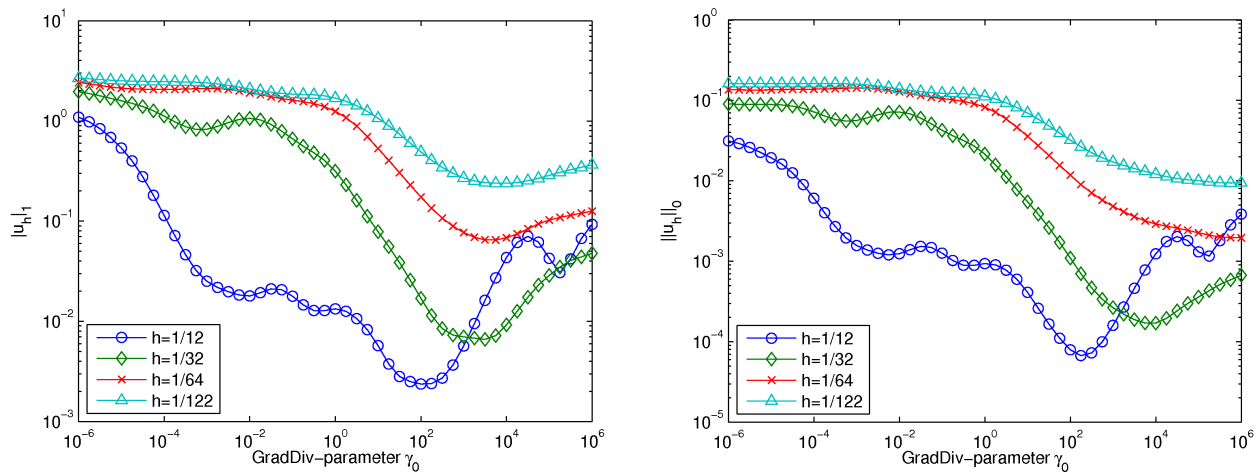 10^1
10^0
10^-1
10^-2
10^-3
|u_h|_1
h=1/12
h=1/32
h=1/64
h=1/122
10^-6
10^-4
10^-2
10^0
10^2
10^4
10^6
GradDiv-parameter γ_0
10^0
10^-1
10^-2
10^-3
10^-4
10^-5
||u_h||_0
h=1/12
h=1/32
h=1/64
h=1/122
10^-6
10^-4
10^-2
10^0
10^2
10^4
10^6
GradDiv-parameter γ_0